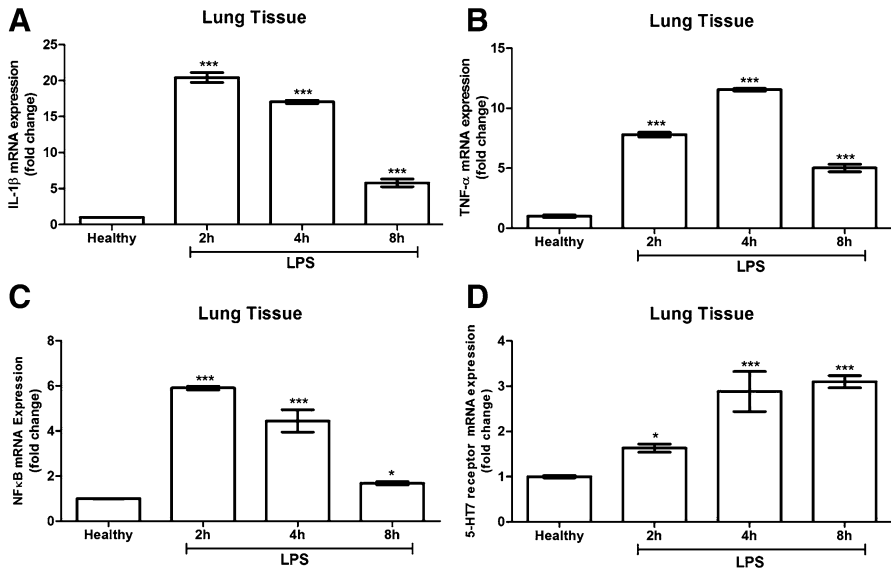 A
Lung Tissue
IL-1β mRNA expression
(fold change)
25
20
15
10
5
0
***
***
***
Healthy
2h
4h
8h
LPS
B
Lung Tissue
TNF-α mRNA expression
(fold change)
15
10
5
0
***
***
***
Healthy
2h
4h
8h
LPS
C
Lung Tissue
NFκB mRNA Expression
(fold change)
8
6
4
2
0
***
***
*
Healthy
2h
4h
8h
LPS
D
Lung Tissue
5-HT7 receptor mRNA expression
(fold change)
4
3
2
1
0
*
***
***
Healthy
2h
4h
8h
LPS